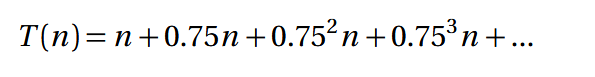 T(n) = n + 0.75n + 0.75²n + 0.75³n + ...